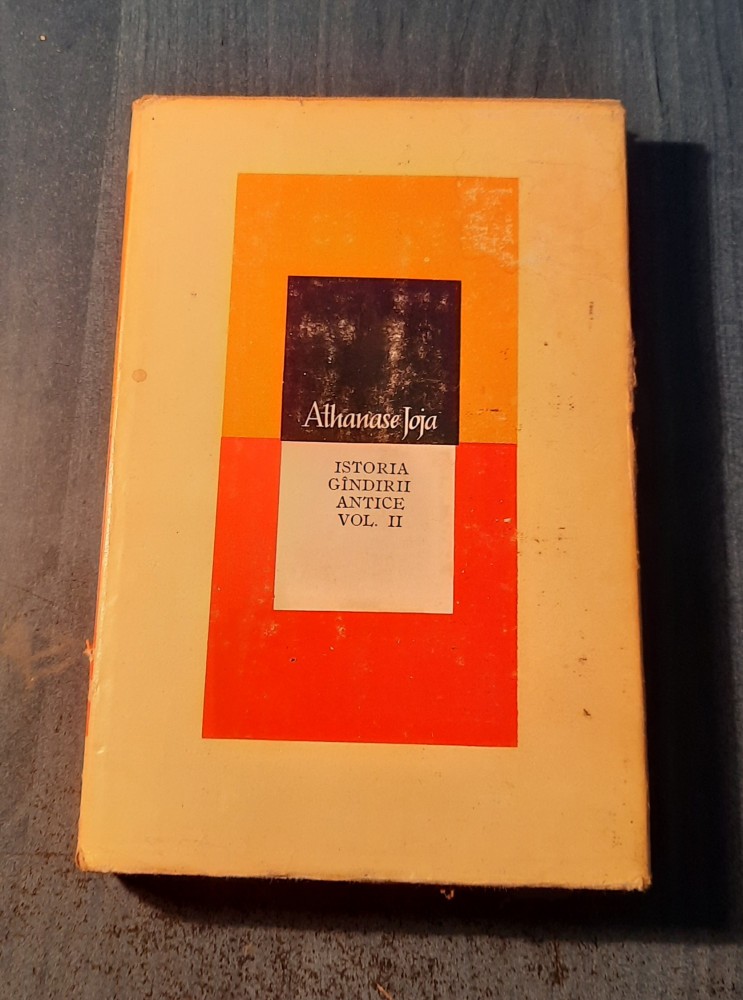 Athanase Joja
ISTORIA
GÎNDIRII
ANTICE
VOL. II